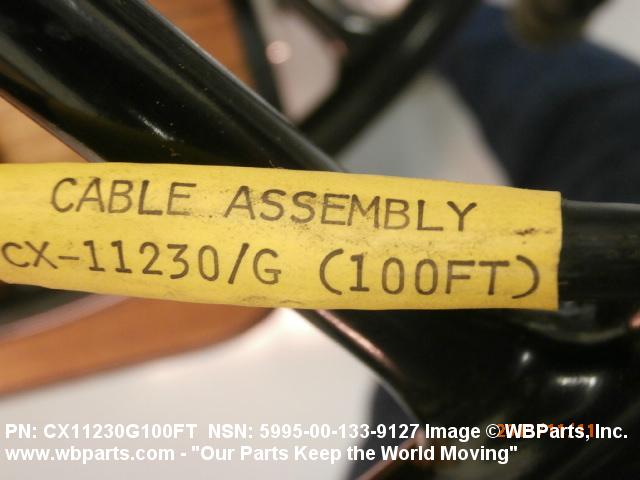 CABLE ASSEMBLY
CX-11230/G (100FT)
PN: CX11230G100FT NSN: 5995-00-133-9127 Image © WBParts, Inc.
www.wbparts.com - "Our Parts Keep the World Moving"